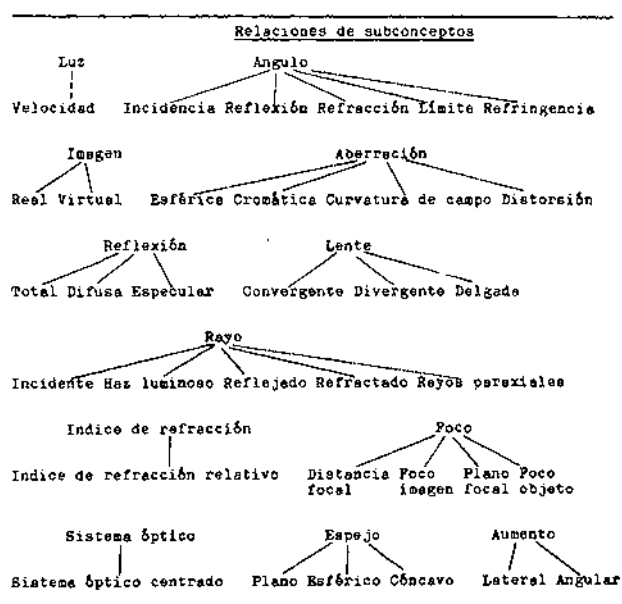 Relaciones de subconceptos
Luz Angulo
Velocidad Incidencia Reflexión Refracción Límite Refringencia
Imagen Aberración
Real Virtual Esférica Cromática Curvatura de campo Distorsión
Reflexión Lente
Total Difusa Especular Convergente Divergente Delgada
Rayo
Incidente Haz luminoso Reflejado Refractado Rayos paraxiales
Indice de refracción Foco
Indice de refracción relativo Distancia Foco Plano Foco
focal imagen focal objeto
Sistema óptico Espejo Aumento
Sistema óptico centrado Plano Esférico Cóncavo Lateral Angular